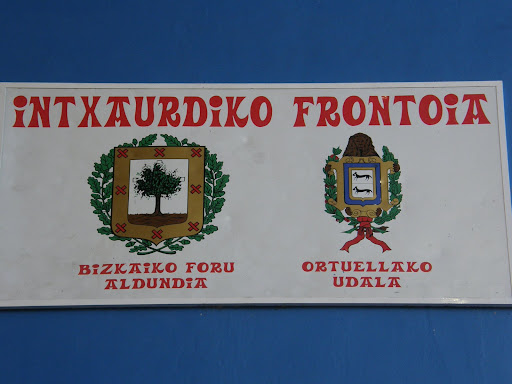 INTXAURDIKO FRONTOIA
BIZKAIKO FORU
ALDUNDIA
ORTUELLAKO
UDALA